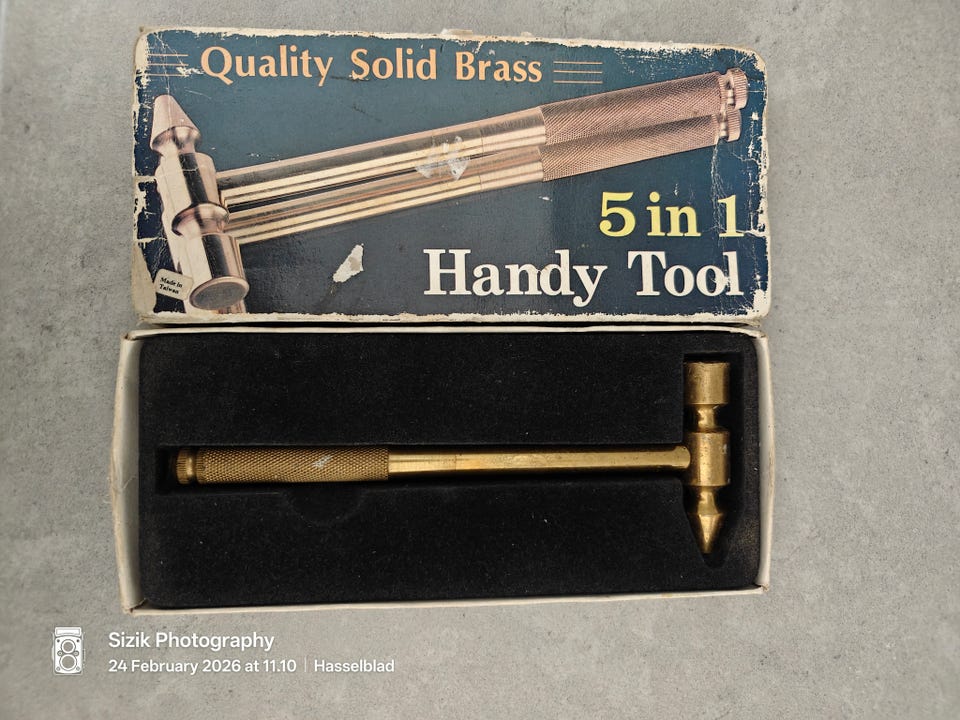 Quality Solid Brass
5 in 1
Handy Tool
Made in
Taiwan
Sizik Photography
24 February 2026 at 11.10 | Hasselblad